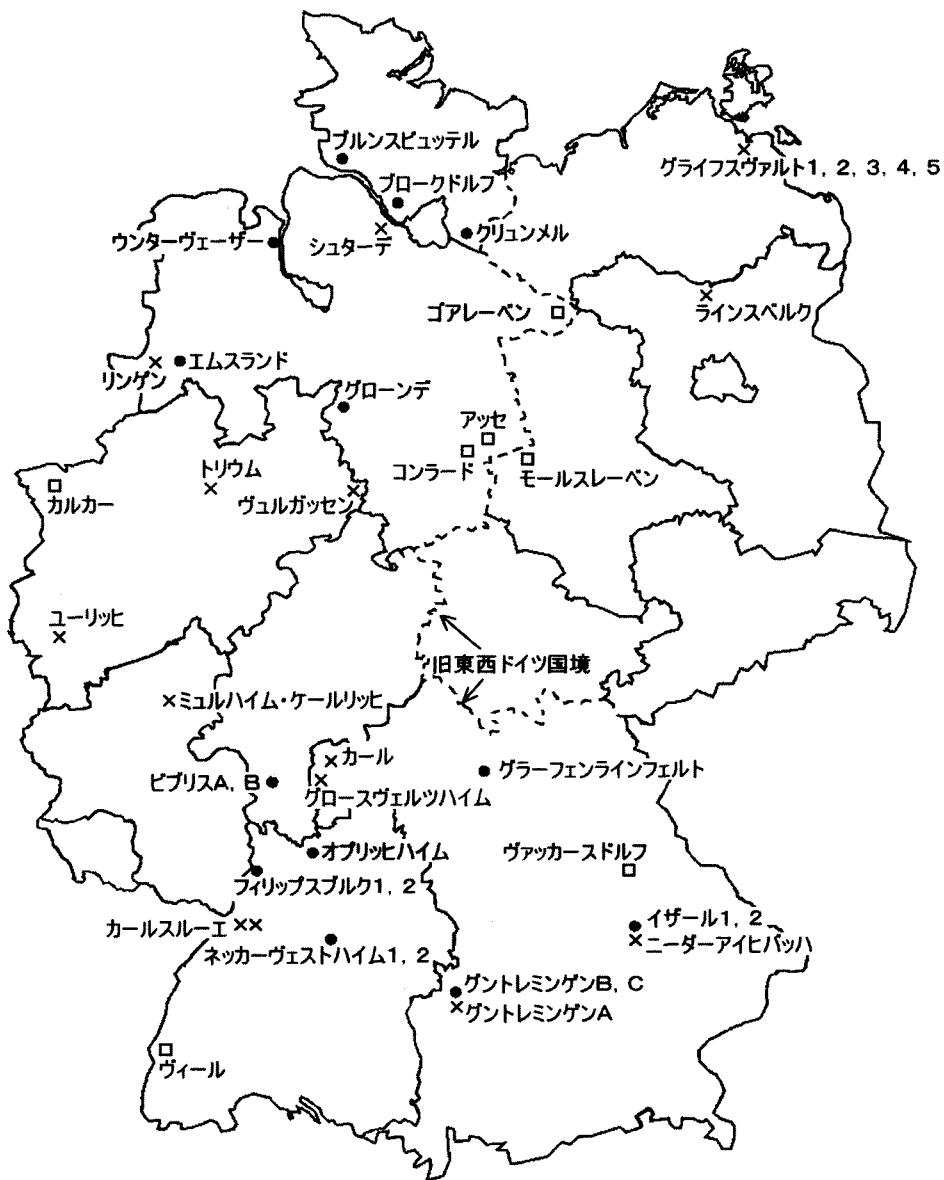 ブルンスビュッテル
グライフスヴァルト1, 2, 3, 4, 5
ブロークドルフ
シュターデ
クリュンメル
ウンターヴェーザー
ゴアレーベン
ラインスベルク
エムスランド
リンゲン
グローンデ
アッセ
コンラード
モールスレーベン
トリウム
カルカー
ヴュルガッセン
ユーリッヒ
旧東西ドイツ国境
ミュルハイム・ケールリッヒ
カール
グラーフェンラインフェルト
ビブリスA, B
グロースヴェルツハイム
オブリッヒハイム
ヴァッカースドルフ
フィリップスブルク1, 2
カールスルーエ
イザール1, 2
ネッカーヴェストハイム1, 2
ニーダーアイヒバッハ
グントレミンゲンB, C
グントレミンゲンA
ヴィール